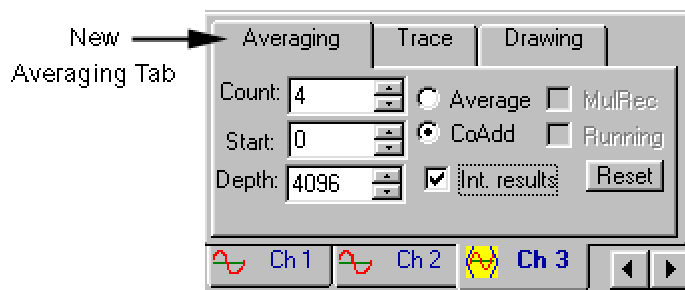 New
Averaging Tab
Averaging Trace Drawing
Count: 4 Average MulRec
Start: 0 CoAdd Running
Depth: 4096 Int. results Reset
Ch 1 Ch 2 Ch 3